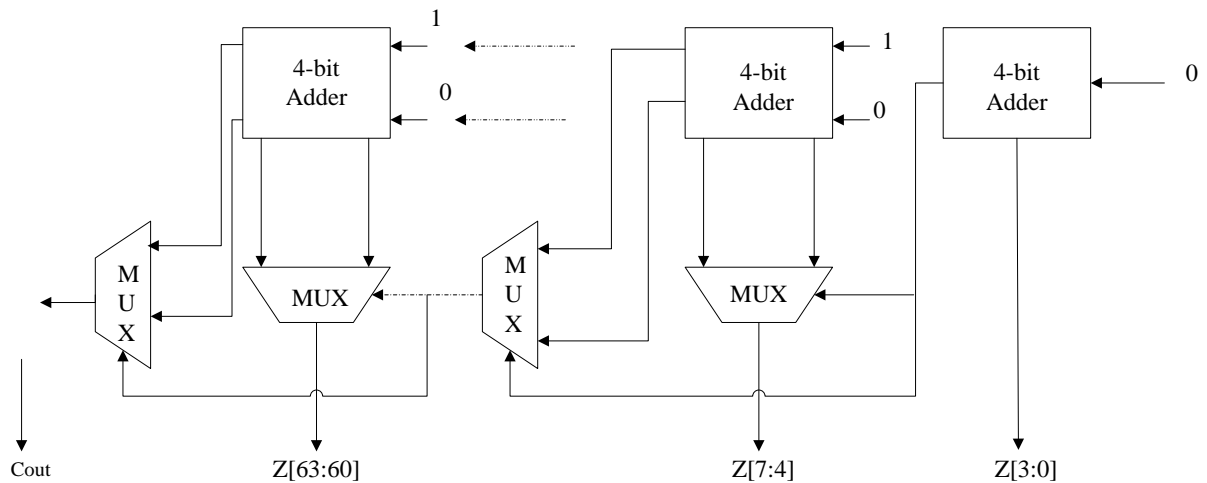 1
4-bit
Adder
0
1
4-bit
Adder
0
4-bit
Adder
0
M
U
X
MUX
M
U
X
MUX
Cout
Z[63:60]
Z[7:4]
Z[3:0]